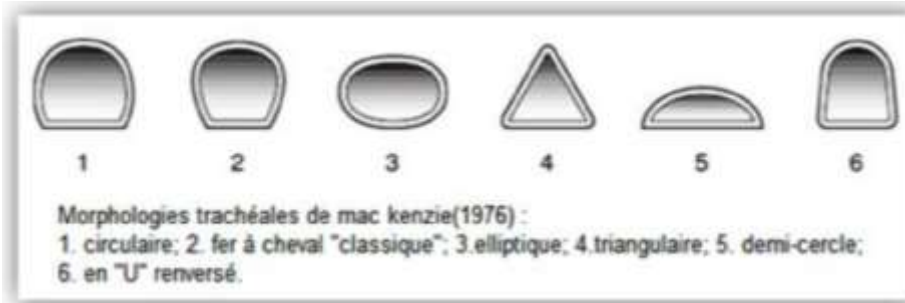 1 2 3 4 5 6
Morphologies trachéales de mac kenzie(1976) :
1. circulaire; 2. fer à cheval "classique"; 3.elliptique; 4.triangulaire; 5. demi-cercle;
6. en "U" renversé.